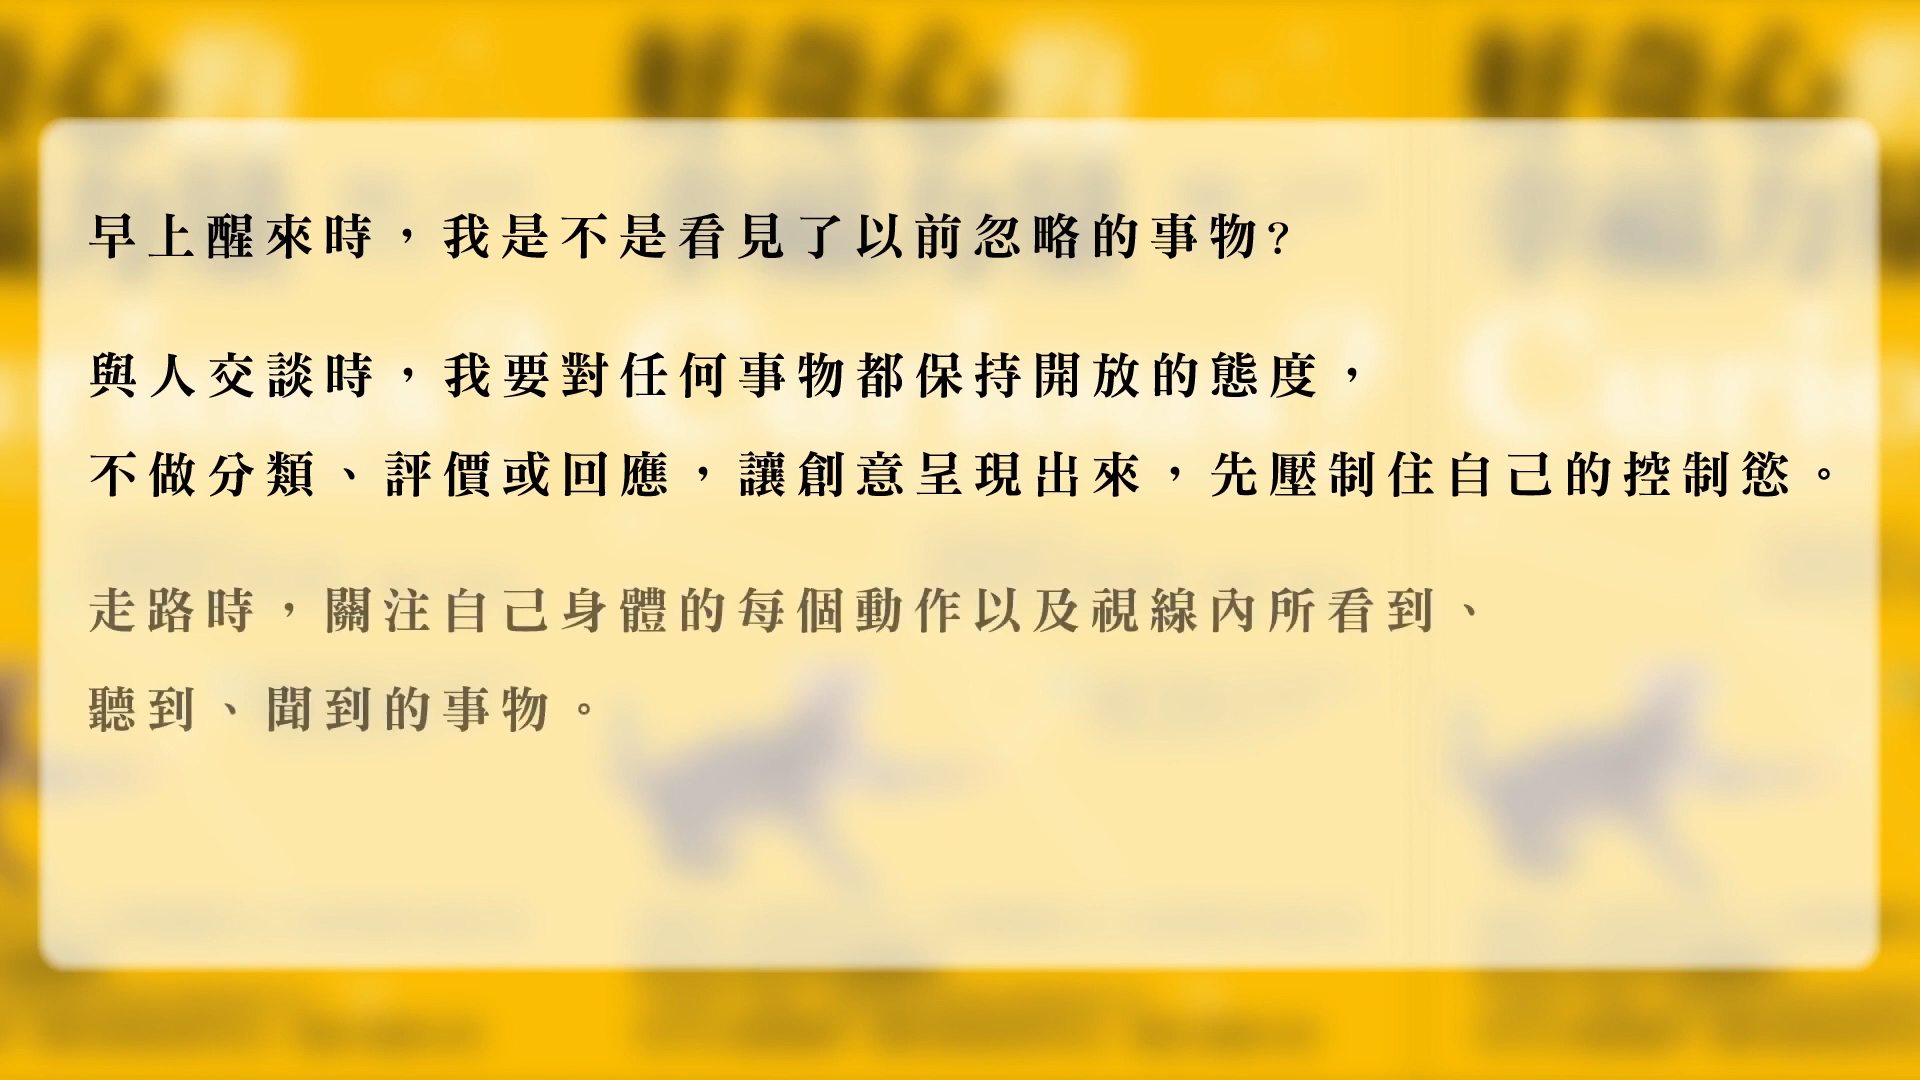 早上醒來時，我是不是看見了以前忽略的事物?
與人交談時，我要對任何事物都保持開放的態度，
不做分類、評價或回應，讓創意呈現出來，先壓制住自己的控制慾。
走路時，關注自己身體的每個動作以及視線內所看到、
聽到、聞到的事物。